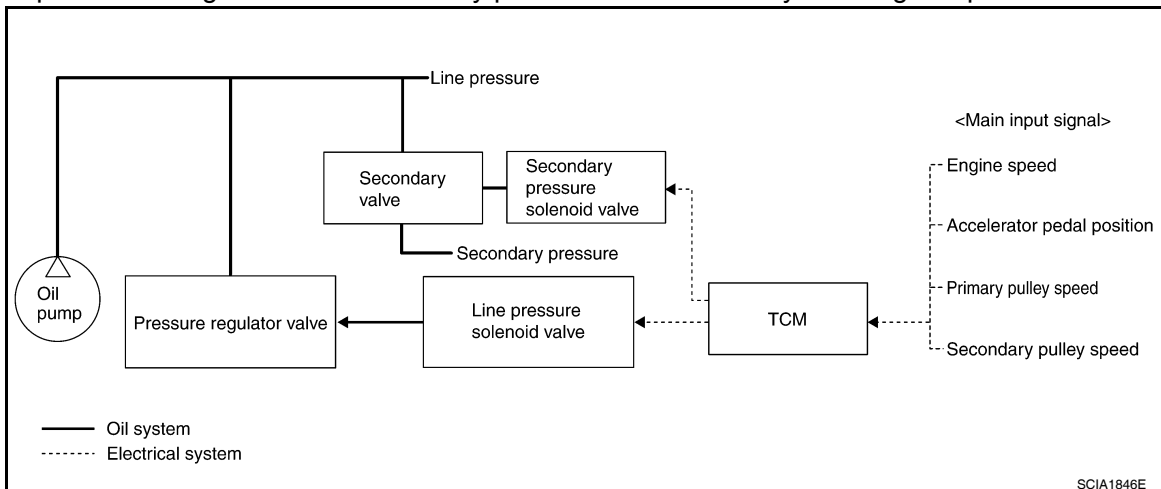 Line pressure
<Main input signal>
Secondary
valve
Secondary
pressure
solenoid valve
Engine speed
Accelerator pedal position
Secondary pressure
Oil
pump
Pressure regulator valve
Line pressure
solenoid valve
TCM
Primary pulley speed
Secondary pulley speed
Oil system
Electrical system
SCIA1846E